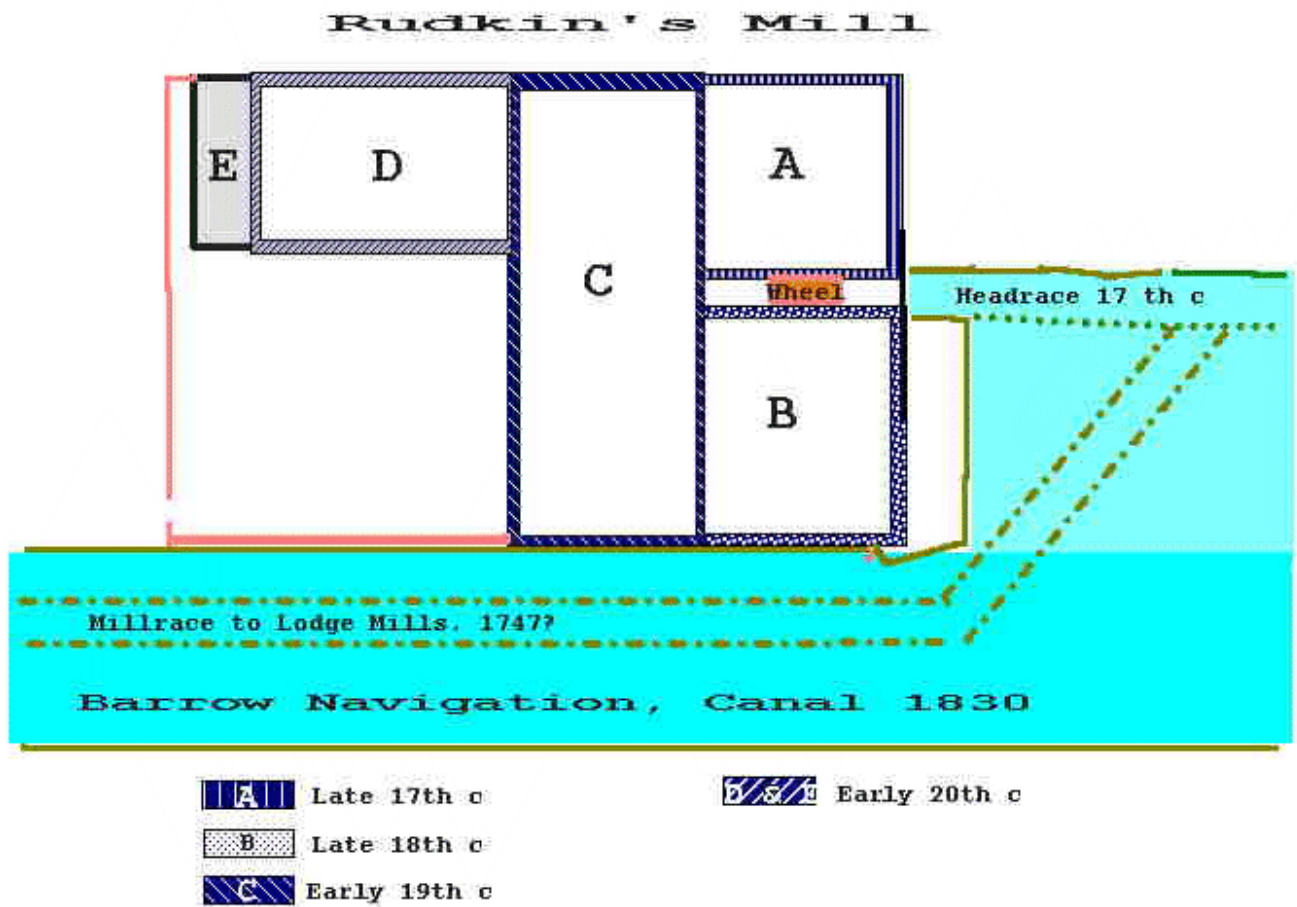 Rudkin's Mill
E
D
A
C
Wheel
Headrace 17 th c
B
Millrace to Lodge Mills. 1747?
Barrow Navigation, Canal 1830
A Late 17th c
D & E Early 20th c
B Late 18th c
C Early 19th c